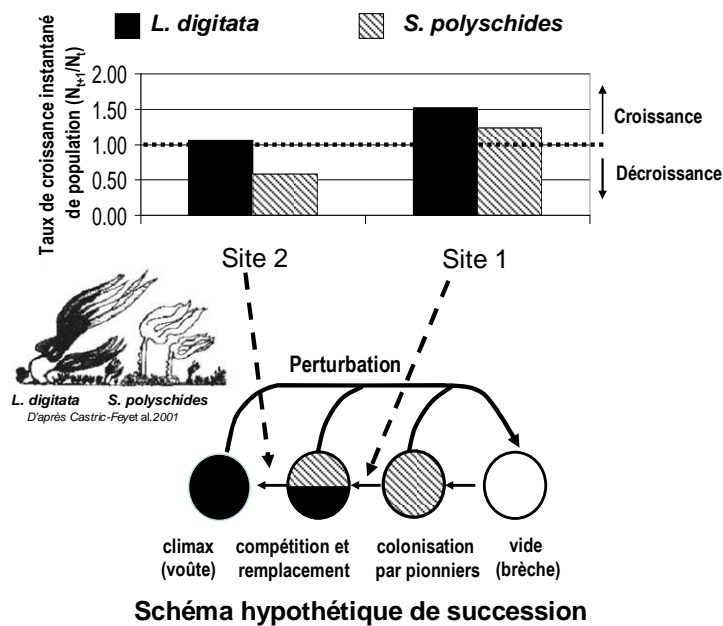 L. digitata S. polyschides
Taux de croissance instantané
de population (Nt+1/Nt)
2.00
1.50
1.00
0.50
0.00
Croissance
Décroissance
Site 2 Site 1
Perturbation
L. digitata S. polyschides
D'après Castric-Feyet al.2001
climax
(voûte)
compétition et
remplacement
colonisation
par pionniers
vide
(brèche)
Schéma hypothétique de succession